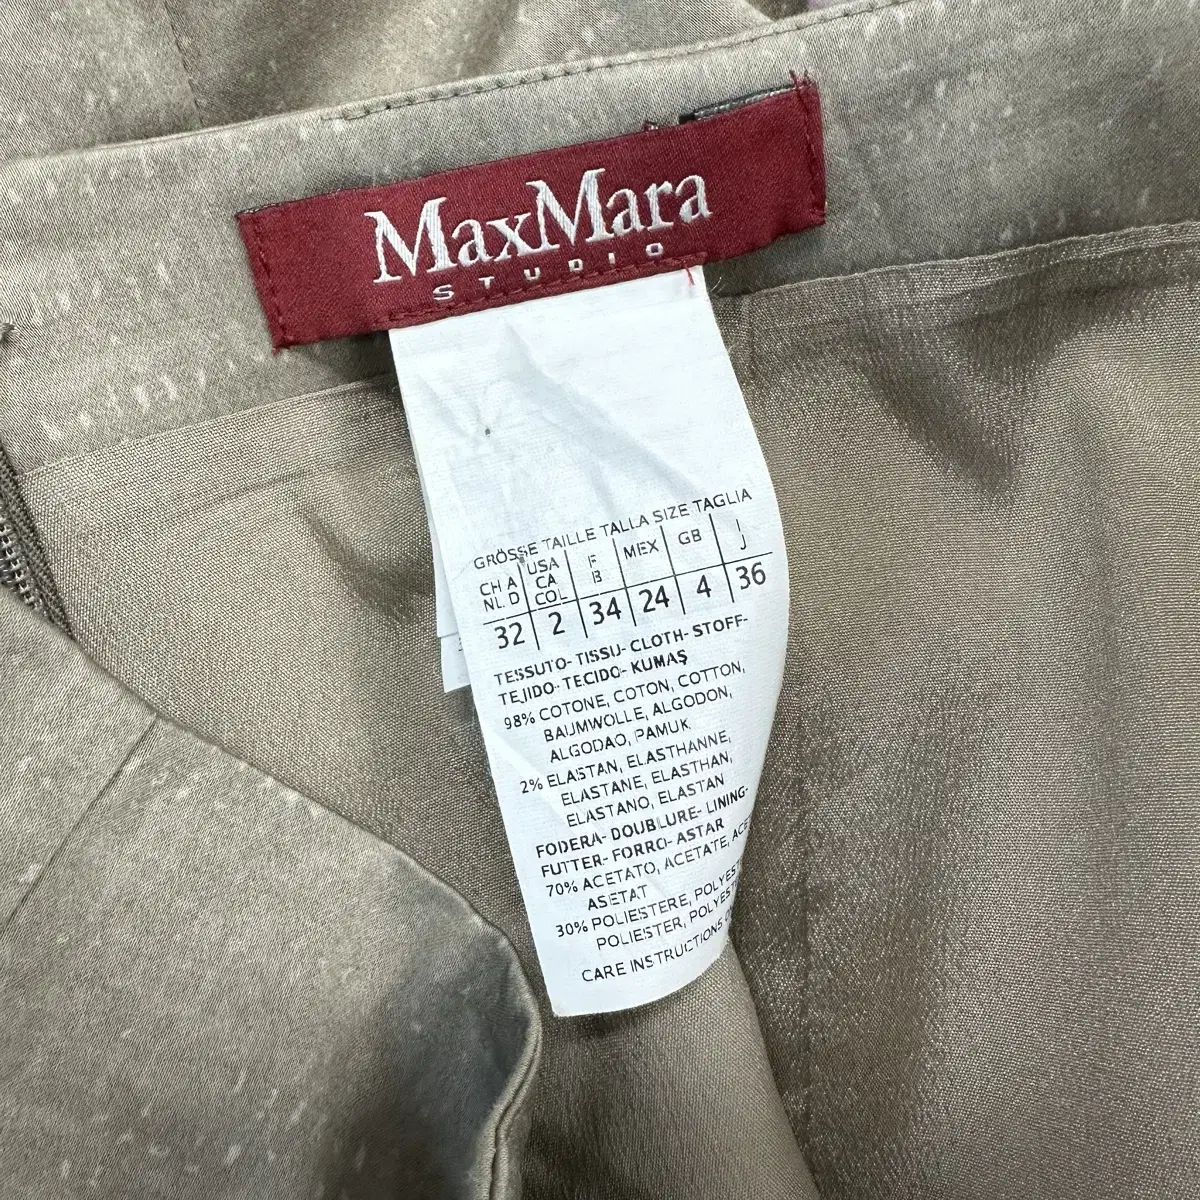 MaxMara
STUDIO
GRÖSSE TAILLE TALLA SIZE TAGLIA
CH A USA F MEX GB I
NL D CA B J
COL
32 2 34 24 4 36
TESSUTO-TISSU-CLOTH-STOFF-
TEJIDO-TECIDO-KUMAŞ
98% COTONE, COTON, COTTON,
BAUMWOLLE, ALGODON,
ALGODAO, PAMUK
2% ELASTAN, ELASTHANNE,
ELASTANE, ELASTHAN,
ELASTANO, ELASTAN
FODERA-DOUBLURE-LINING-
FUTTER-FORRO-ASTAR
70% ACETATO, ACETATE,
ASETAT
30% POLIESTERE,
POLIESTER,
CARE INSTRUCTIONS